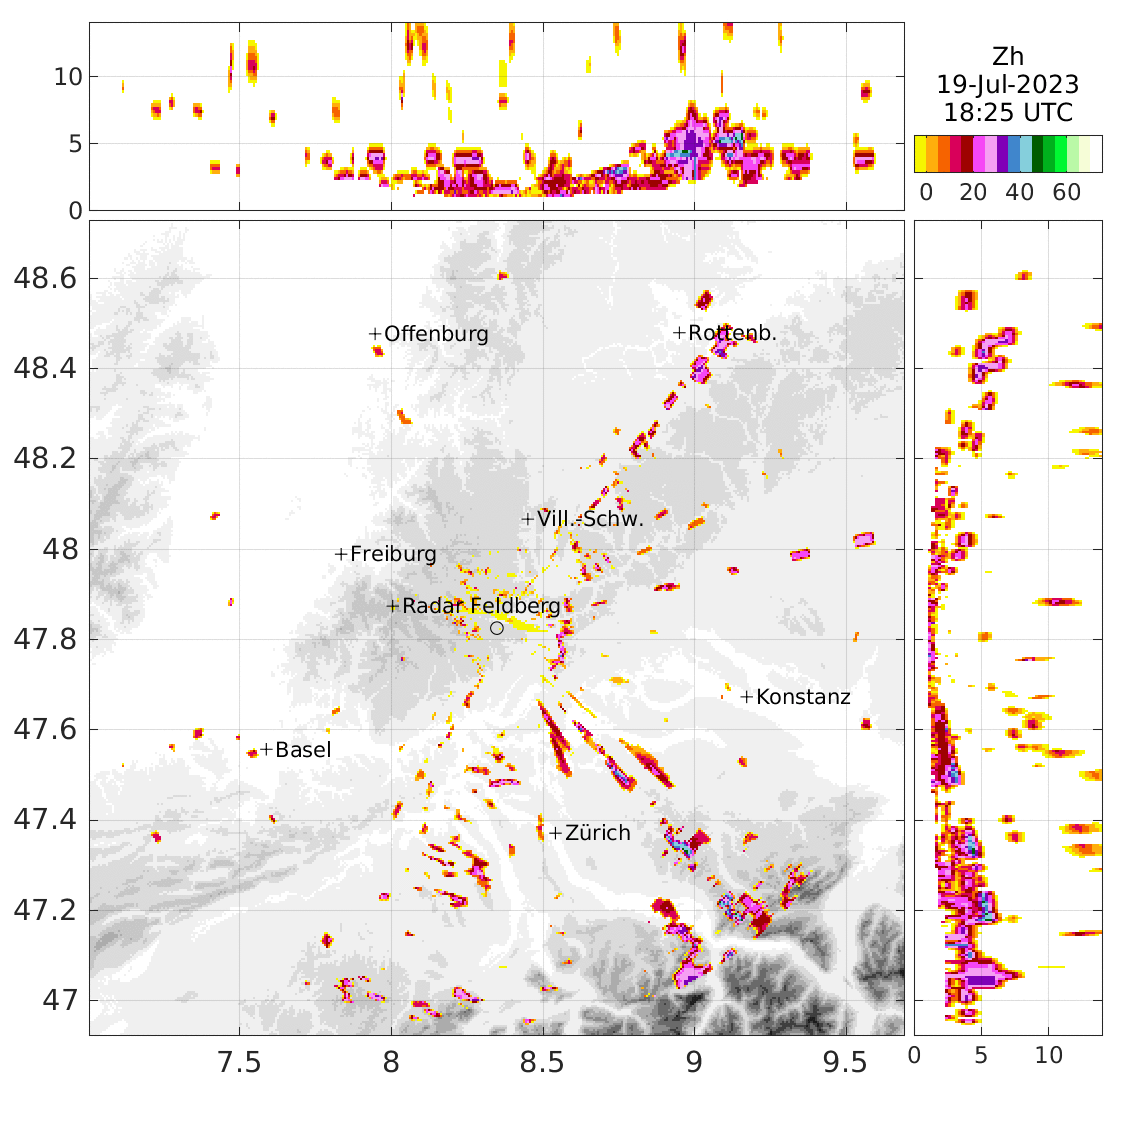 10
5
0
Zh
19-Jul-2023
18:25 UTC
0 20 40 60
48.6
48.4
48.2
48
47.8
47.6
47.4
47.2
47
+Offenburg
+Rottenb.
+Vill.-Schw.
+Freiburg
+Radar Feldberg
+Konstanz
+Basel
+Zürich
7.5 8 8.5 9 9.5
0 5 10